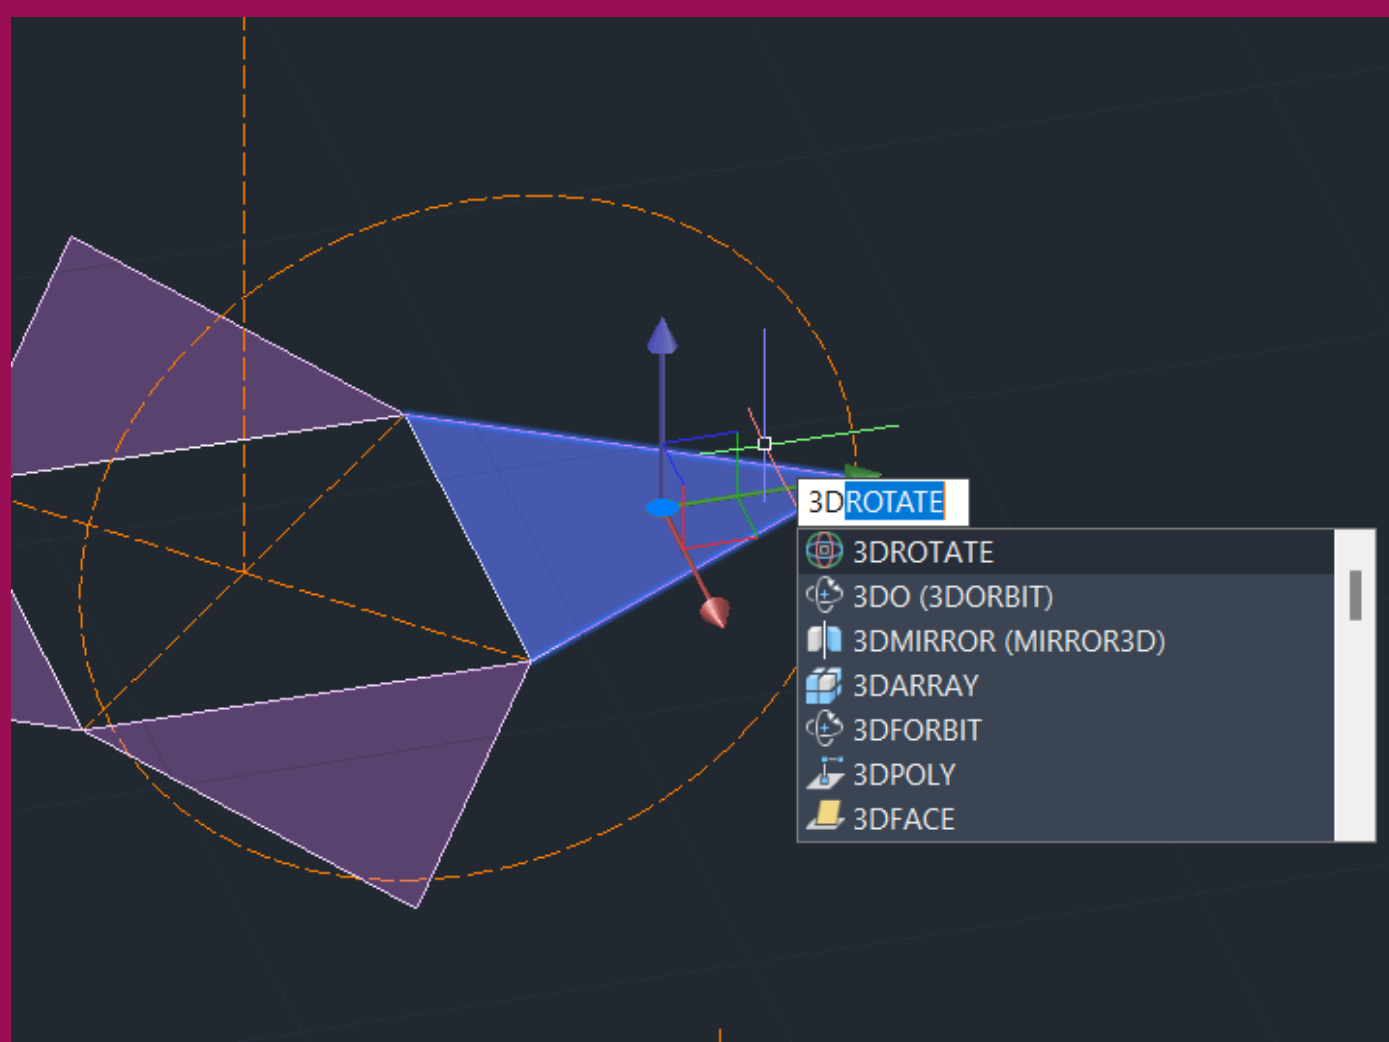 3DROTATE
3DROTATE
3DO (3DORBIT)
3DMIRROR (MIRROR3D)
3DARRAY
3DFORBIT
3DPOLY
3DFACE